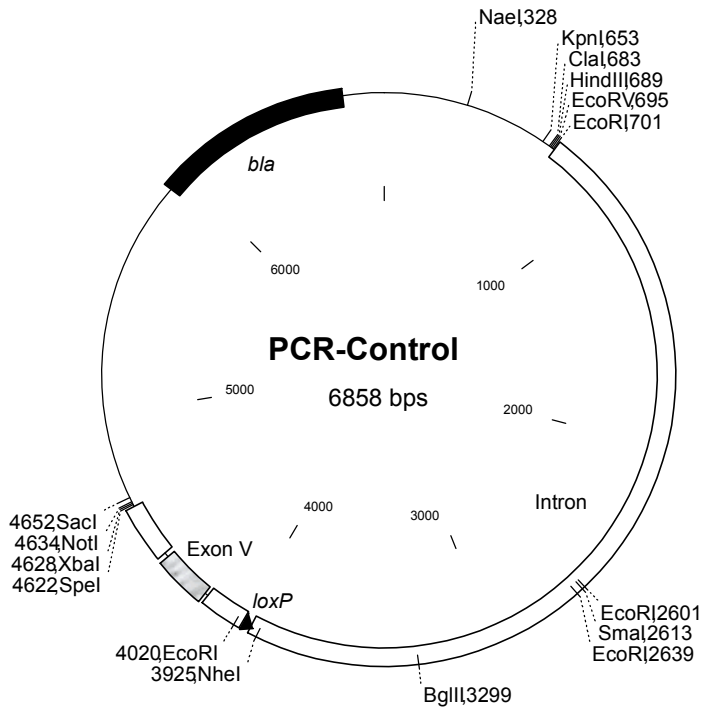 NaeI,328
KpnI,653
ClaI,683
HindIII,689
EcoRV,695
EcoRI,701
bla
6000
1000
PCR-Control
6858 bps
5000
2000
4000
3000
Intron
4652,SacI
4634,NotI
4628,XbaI
4622,SpeI
Exon V
loxP
4020,EcoRI
3925,NheI
EcoRI,2601
SmaI,2613
EcoRI,2639
BglII,3299